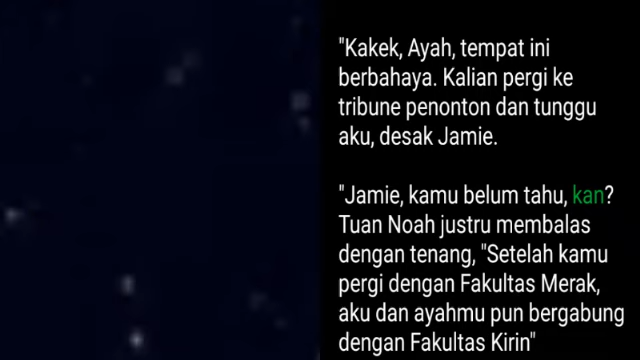 "Kakek, Ayah, tempat ini
berbahaya. Kalian pergi ke
tribune penonton dan tunggu
aku, desak Jamie.
"Jamie, kamu belum tahu, kan?
Tuan Noah justru membalas
dengan tenang, "Setelah kamu
pergi dengan Fakultas Merak,
aku dan ayahmu pun bergabung
dengan Fakultas Kirin"